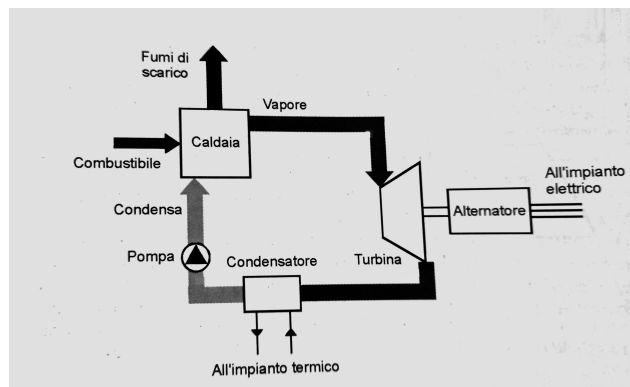 Fumi di
scarico
Vapore
Caldaia
Combustibile
All'impianto
elettrico
Condensa
Alternatore
Pompa
Condensatore
Turbina
All'impianto termico